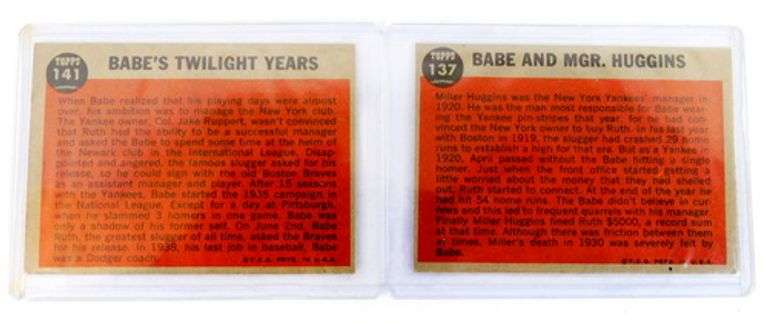 TOPPS
141
BABE'S TWILIGHT YEARS
When Babe realized that his playing days were almost
over, his ambition was to manage the New York club.
The Yankee owner, Col. Jake Ruppert, wasn't convinced
that Ruth had the ability to be a successful manager
and asked the Babe to spend some time at the helm of
the Newark club in the International League. Disap-
pointed and angered, the famous slugger asked for his
release, so he could sign with the old Boston Braves
as an assistant manager and player. After 15 seasons
with the Yankees, Babe started the 1935 campaign in
the National League. Except for a day at Pittsburgh,
when he slammed 3 homers in one game, Babe was
only a shadow of his former self. On June 2nd, Babe
Ruth, the greatest slugger of all time, asked the Braves
for his release. In 1938, his last job in baseball, Babe
was a Dodger coach.
©T.C.G. PRTD. IN U.S.A.
TOPPS
137
BABE AND MGR. HUGGINS
Miller Huggins was the New York Yankees' manager in
1920. He was the man most responsible for Babe wear-
ing the Yankee pin-stripes that year, for he had con-
vinced the New York owner to buy Ruth. In his last year
with Boston in 1919, the slugger had crashed 29 home
runs to establish a high for that era. But as a Yankee in
1920, April passed without the Babe hitting a single
homer. Just when the front office started getting a
little worried about the money that they had shelled
out, Ruth started to connect. At the end of the year he
had hit 54 home runs. The Babe didn't believe in cur-
fews and this led to frequent quarrels with his manager.
Finally Miller Huggins fined Ruth $5000, a record sum
at that time. Although there was friction between them
at times, Miller's death in 1930 was severely felt by
Babe.
©T.C.G. PRTD. IN U.S.A.